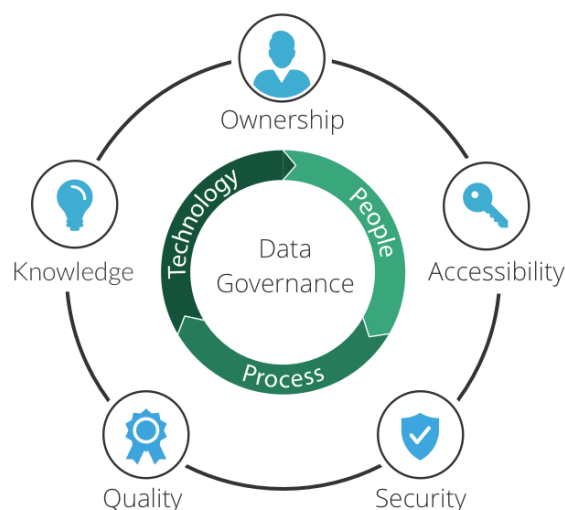 Ownership
Technology
People
Data
Governance
Knowledge
Accessibility
Process
Quality
Security